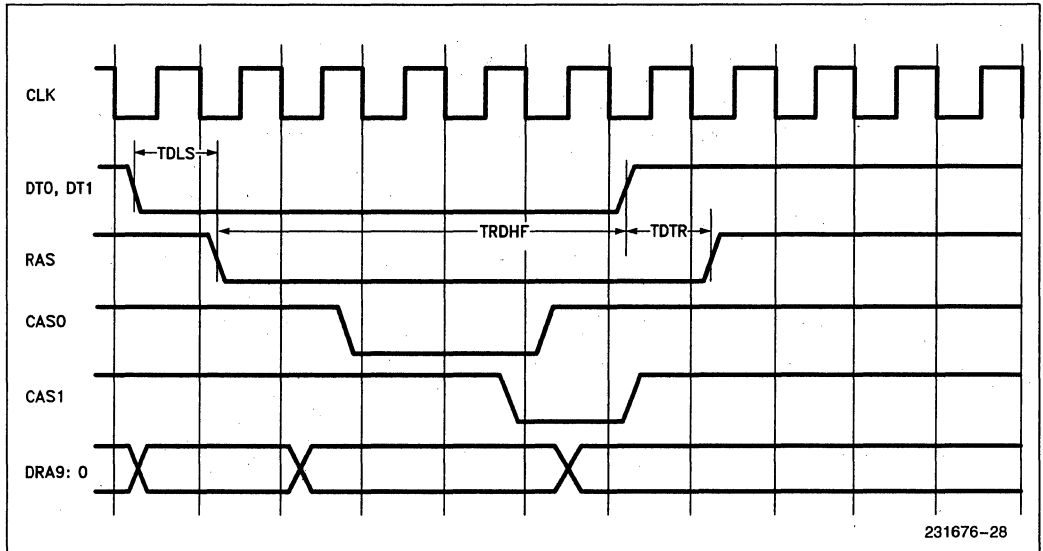 CLK
TDLS
DT0, DT1
TRDHF
TDTR
RAS
CAS0
CAS1
DRA9: 0
231676-28